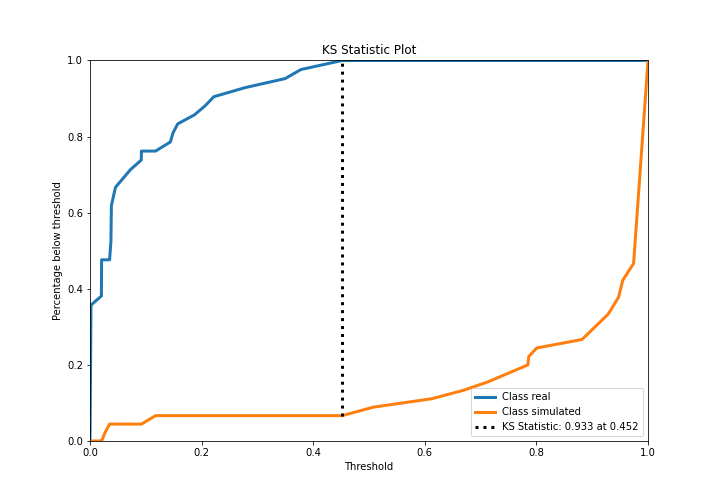 KS Statistic Plot
Percentage below threshold
1.0
0.8
0.6
0.4
0.2
0.0
0.0 0.2 0.4 0.6 0.8 1.0
Threshold
Class real
Class simulated
KS Statistic: 0.933 at 0.452